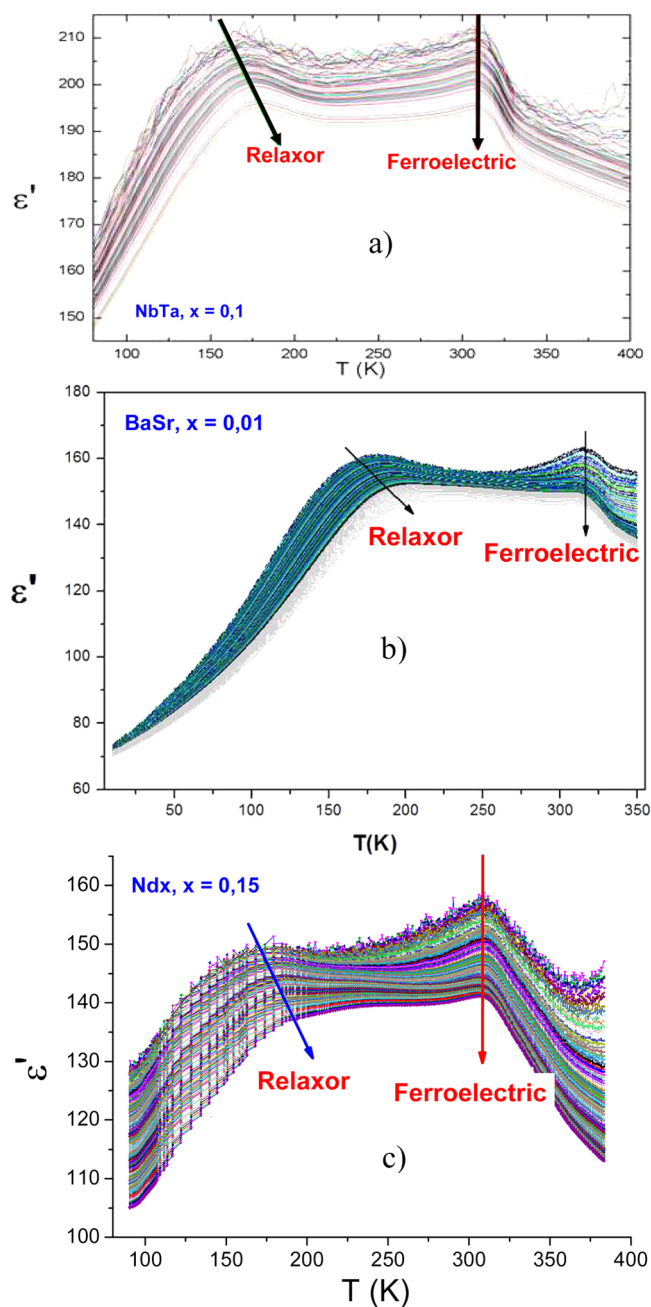 210
200
190
180
170
160
150
ε'
Relaxor
Ferroelectric
a)
NbTa, x = 0,1
100
150
200
250
300
350
400
T (K)
180
160
140
120
100
80
60
ε'
BaSr, x = 0,01
Relaxor
Ferroelectric
b)
50
100
150
200
250
300
350
T(K)
160
150
140
130
120
110
100
ε'
Ndx, x = 0,15
Relaxor
Ferroelectric
c)
100
150
200
250
300
350
400
T (K)